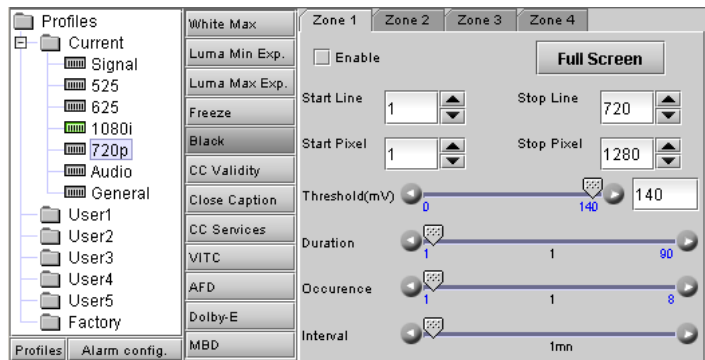 Profiles
Current
Signal
525
625
1080i
720p
Audio
General
User1
User2
User3
User4
User5
Factory
Profiles Alarm config.
White Max
Luma Min Exp.
Luma Max Exp.
Freeze
Black
CC Validity
Close Caption
CC Services
VITC
AFD
Dolby-E
MBD
Zone 1 Zone 2 Zone 3 Zone 4
Enable Full Screen
Start Line 1 Stop Line 720
Start Pixel 1 Stop Pixel 1280
Threshold(mV) 0 140 140
Duration 1 1 90
Occurence 1 1 8
Interval 1mn